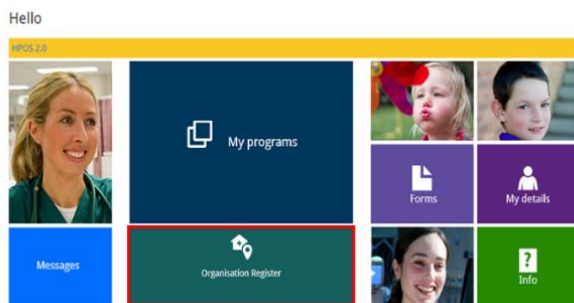 Hello
HPOS 2.0
My programs
Forms
My details
Messages
Organisation Register
Info